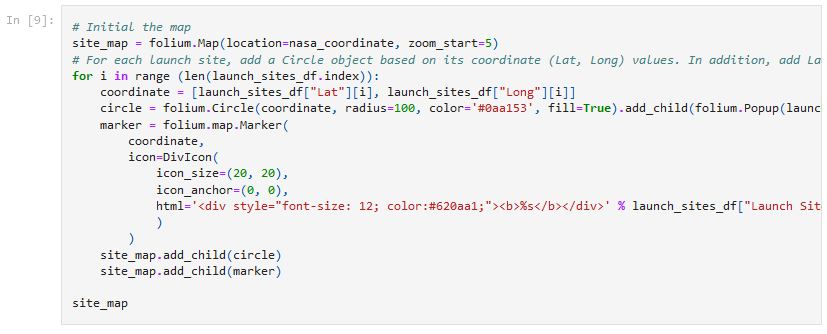 In [9]:
# Initial the map
site_map = folium.Map(location=nasa_coordinate, zoom_start=5)
# For each launch site, add a Circle object based on its coordinate (Lat, Long) values. In addition, add La
for i in range (len(launch_sites_df.index)):
    coordinate = [launch_sites_df["Lat"][i], launch_sites_df["Long"][i]]
    circle = folium.Circle(coordinate, radius=100, color='#0aa153', fill=True).add_child(folium.Popup(launc
    marker = folium.map.Marker(
        coordinate,
        icon=DivIcon(
            icon_size=(20, 20),
            icon_anchor=(0, 0),
            html='<div style="font-size: 12; color:#620aa1;"><b>%s</b></div>' % launch_sites_df["Launch Sit
            )
        )
    site_map.add_child(circle)
    site_map.add_child(marker)
site_map